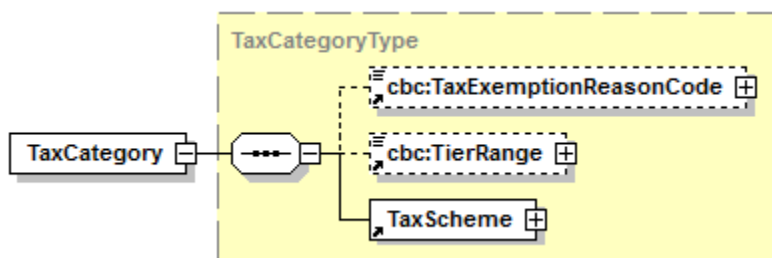 TaxCategoryType
cbc:TaxExemptionReasonCode
TaxCategory
cbc:TierRange
TaxScheme